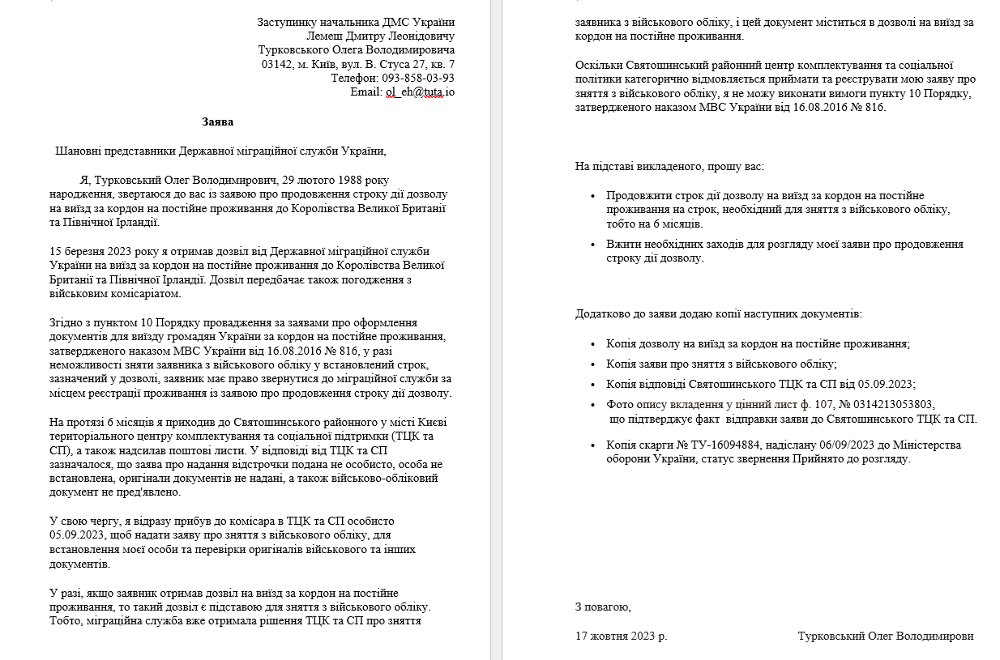 Заступинку начальника ДМС України
Лемеш Дмитру Леонідовичу
Турковського Олега Володимировича
03142, м. Київ, вул. В. Стуса 27, кв. 7
Телефон: 093-858-03-93
Email: ol_eh@tuta.io
Заява
Шановні представники Державної міграційної служби України,
Я, Турковський Олег Володимирович, 29 лютого 1988 року
народження, звертаюся до вас із заявою про продовження строку дії дозволу
на виїзд за кордон на постійне проживання до Королівства Великої Британії
та Північної Ірландії.
15 березня 2023 року я отримав дозвіл від Державної міграційної служби
України на виїзд за кордон на постійне проживання до Королівства Великої
Британії та Північної Ірландії. Дозвіл передбачає також погодження з
військовим комісаріатом.
Згідно з пунктом 10 Порядку провадження за заявами про оформлення
документів для виїзду громадян України за кордон на постійне проживання,
затвердженого наказом МВС України від 16.08.2016 № 816, у разі
неможливості зняти заявника з військового обліку у встановлений строк,
зазначений у дозволі, заявник має право звернутися до міграційної служби за
місцем реєстрації проживання із заявою про продовження строку дії дозволу.
На протязі 6 місяців я приходив до Святошинського районного у місті Києві
територіального центру комплектування та соціальної підтримки (ТЦК та
СП), а також надсилав поштові листи. У відповіді від ТЦК та СП
зазначалося, що заява про надання відстрочки подана не особисто, особа не
встановлена, оригінали документів не надані, а також військово-обліковий
документ не пред'явлено.
У свою чергу, я відразу прибув до комісара в ТЦК та СП особисто
05.09.2023, щоб надати заяву про зняття з військового обліку, для
встановлення моєї особи та перевірки оригіналів військового та інших
документів.
У разі, якщо заявник отримав дозвіл на виїзд за кордон на постійне
проживання, то такий дозвіл є підставою для зняття з військового обліку.
Тобто, міграційна служба вже отримала рішення ТЦК та СП про зняття
заявника з військового обліку, і цей документ міститься в дозволі на виїзд за
кордон на постійне проживання.
Оскільки Святошинський районний центр комплектування та соціальної
політики категорично відмовляється приймати та реєструвати мою заяву про
зняття з військового обліку, я не можу виконати вимоги пункту 10 Порядку,
затвердженого наказом МВС України від 16.08.2016 № 816.
На підставі викладеного, прошу вас:
• Продовжити строк дії дозволу на виїзд за кордон на постійне
проживання на строк, необхідний для зняття з військового обліку,
тобто на 6 місяців.
• Вжити необхідних заходів для розгляду моєї заяви про продовження
строку дії дозволу.
Додатково до заяви додаю копії наступних документів:
• Копія дозволу на виїзд за кордон на постійне проживання;
• Копія заяви про зняття з військового обліку;
• Копія відповіді Святошинського ТЦК та СП від 05.09.2023;
• Фото опису вкладення у цінний лист ф. 107, № 0314213053803,
що підтверджує факт відправки заяви до Святошинського ТЦК та СП.
• Копія скарги № ТУ-16094884, надіслану 06/09/2023 до Міністерства
оборони України, статус звернення Прийнято до розгляду.
З повагою,
17 жовтня 2023 р. Турковський Олег Володимирови